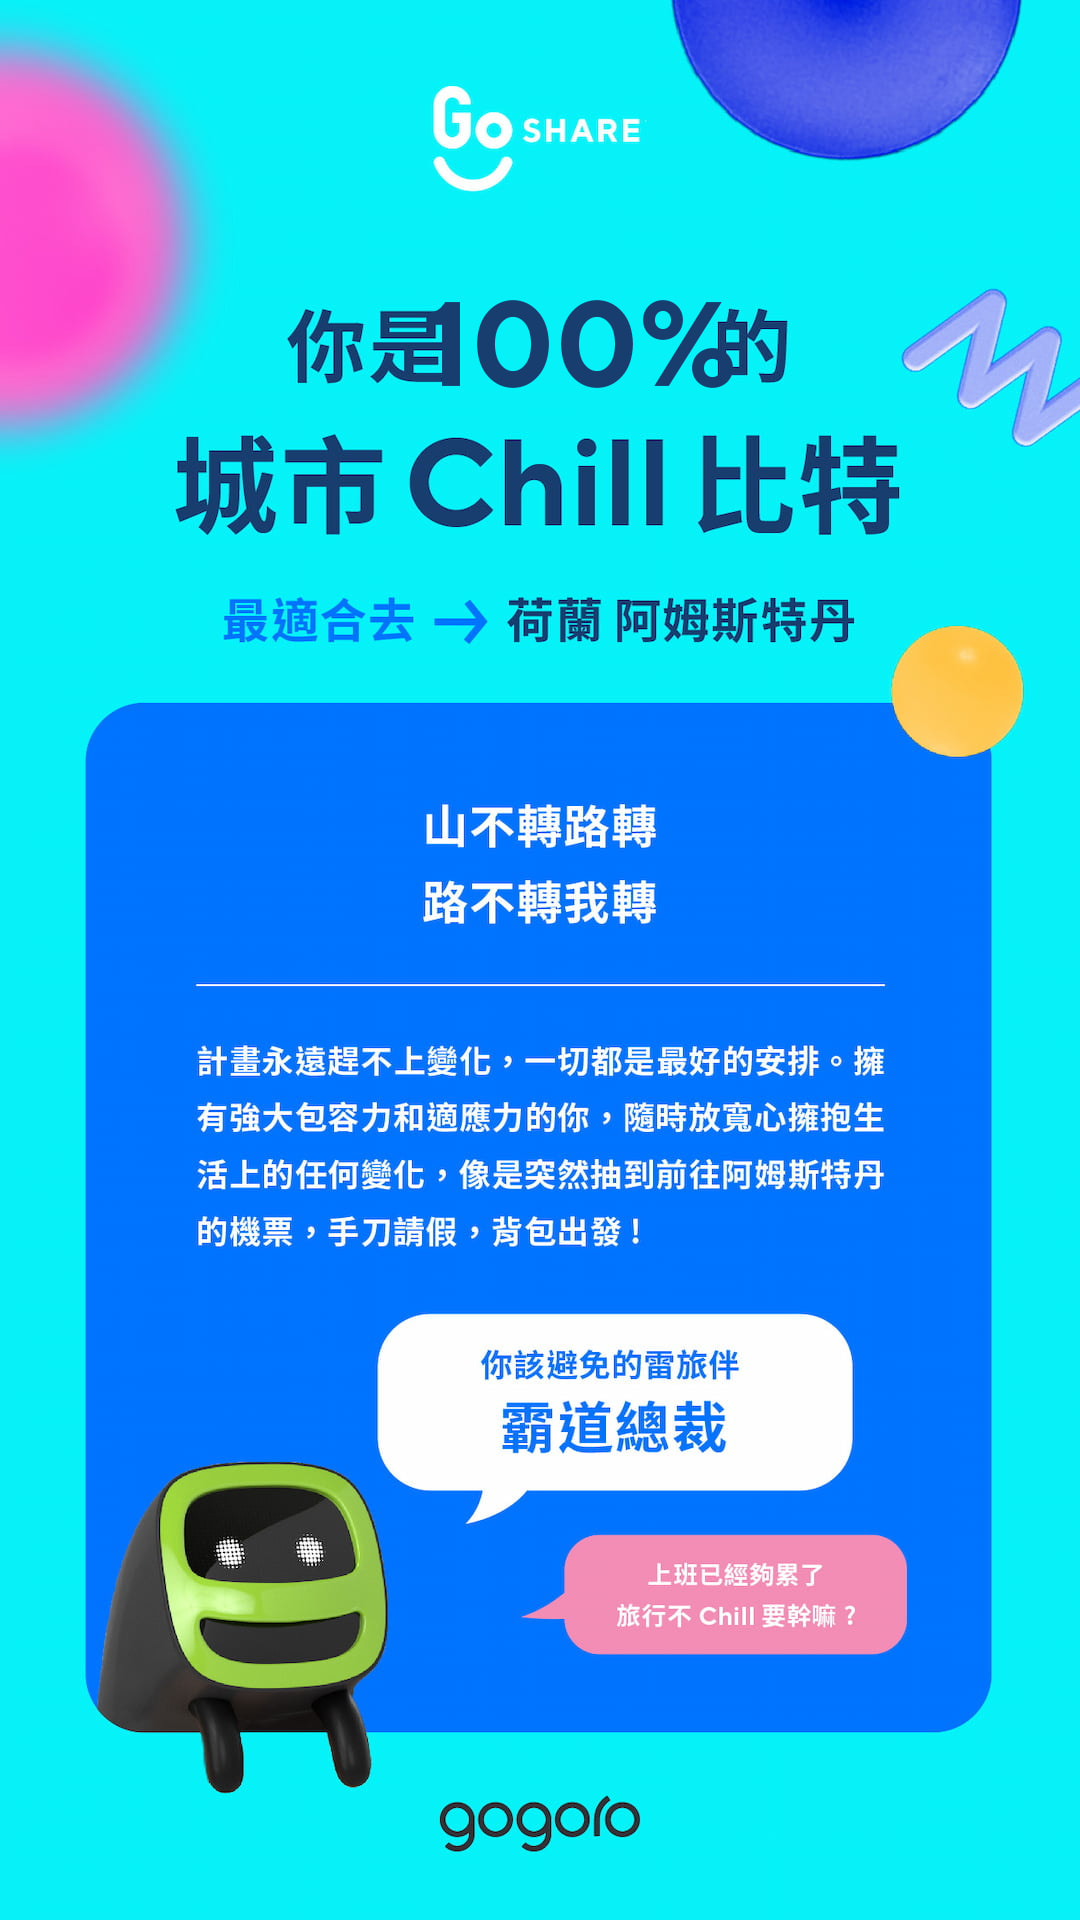 Go SHARE
你是100%的
城市 Chill 比特
最適合去 → 荷蘭 阿姆斯特丹
山不轉路轉
路不轉我轉
計畫永遠趕不上變化，一切都是最好的安排。擁
有強大包容力和適應力的你，隨時放寬心擁抱生
活上的任何變化，像是突然抽到前往阿姆斯特丹
的機票，手刀請假，背包出發！
你該避免的雷旅伴
霸道總裁
上班已經夠累了
旅行不 Chill 要幹嘛？
gogoro